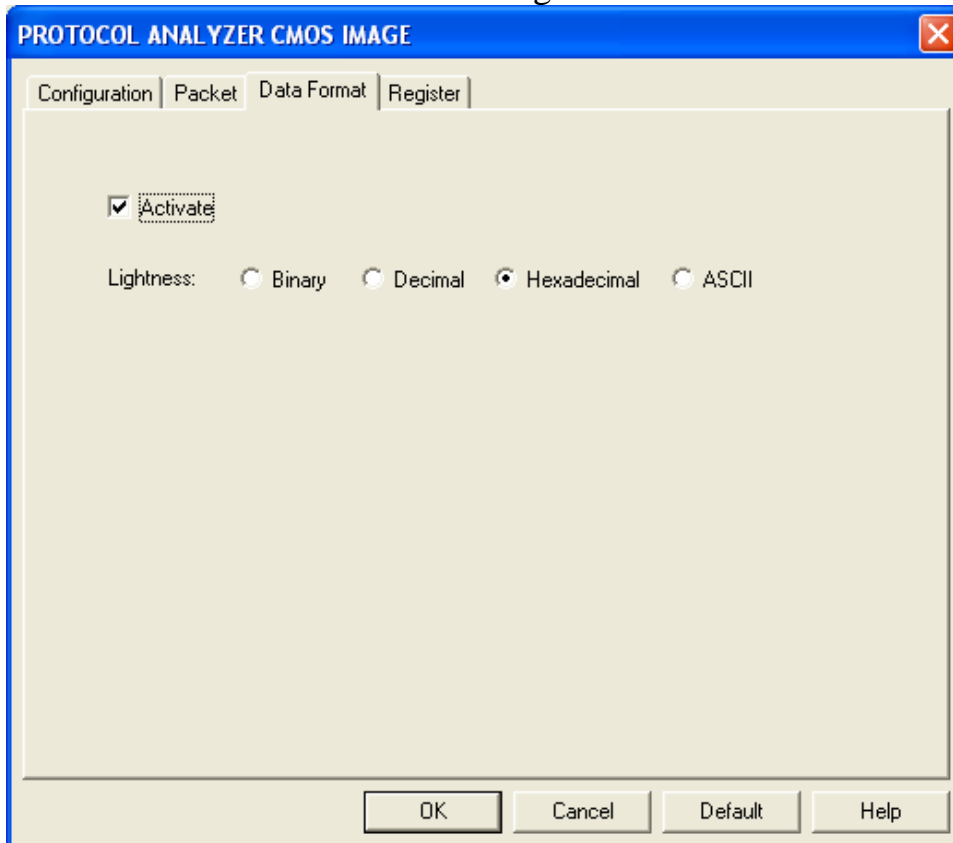 PROTOCOL ANALYZER CMOS IMAGE
Configuration Packet Data Format Register
Activate
Lightness: Binary Decimal Hexadecimal ASCII
OK Cancel Default Help